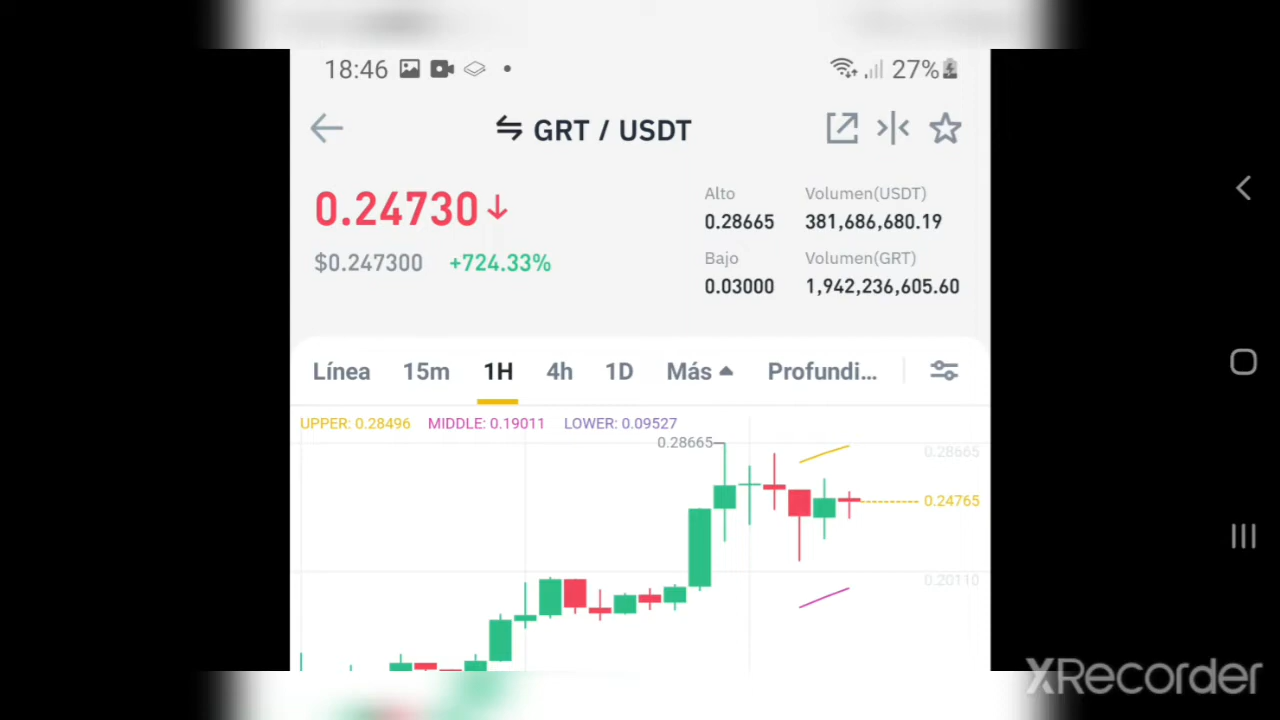 18:46 27%
GRT / USDT
0.24730
$0.247300 +724.33%
Alto Volumen(USDT)
0.28665 381,686,680.19
Bajo Volumen(GRT)
0.03000 1,942,236,605.60
Línea 15m 1H 4h 1D Más Profundi...
UPPER: 0.28496 MIDDLE: 0.19011 LOWER: 0.09527
0.28665
0.28665
0.24765
0.20110
XRecorder